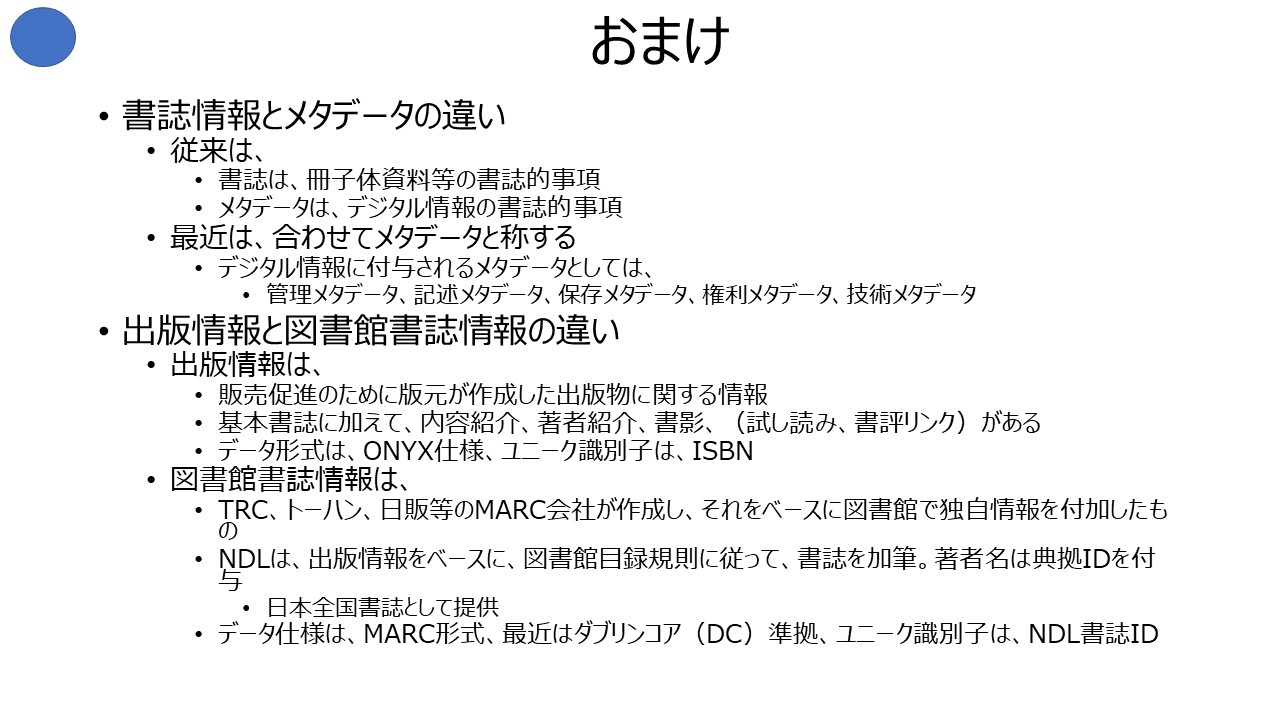 おまけ
• 書誌情報とメタデータの違い
• 従来は、
• 書誌は、冊子体資料等の書誌的事項
• メタデータは、デジタル情報の書誌的事項
• 最近は、合わせてメタデータと称する
• デジタル情報に付与されるメタデータとしては、
• 管理メタデータ、記述メタデータ、保存メタデータ、権利メタデータ、技術メタデータ
• 出版情報と図書館書誌情報の違い
• 出版情報は、
• 販売促進のために版元が作成した出版物に関する情報
• 基本書誌に加えて、内容紹介、著者紹介、書影、（試し読み、書評リンク）がある
• データ形式は、ONYX仕様、ユニーク識別子は、ISBN
• 図書館書誌情報は、
• TRC、トーハン、日販等のMARC会社が作成し、それをベースに図書館で独自情報を付加したも
の
• NDLは、出版情報をベースに、図書館目録規則に従って、書誌を加筆。著者名は典拠IDを付
与
• 日本全国書誌として提供
• データ仕様は、MARC形式、最近はダブリンコア（DC）準拠、ユニーク識別子は、NDL書誌ID